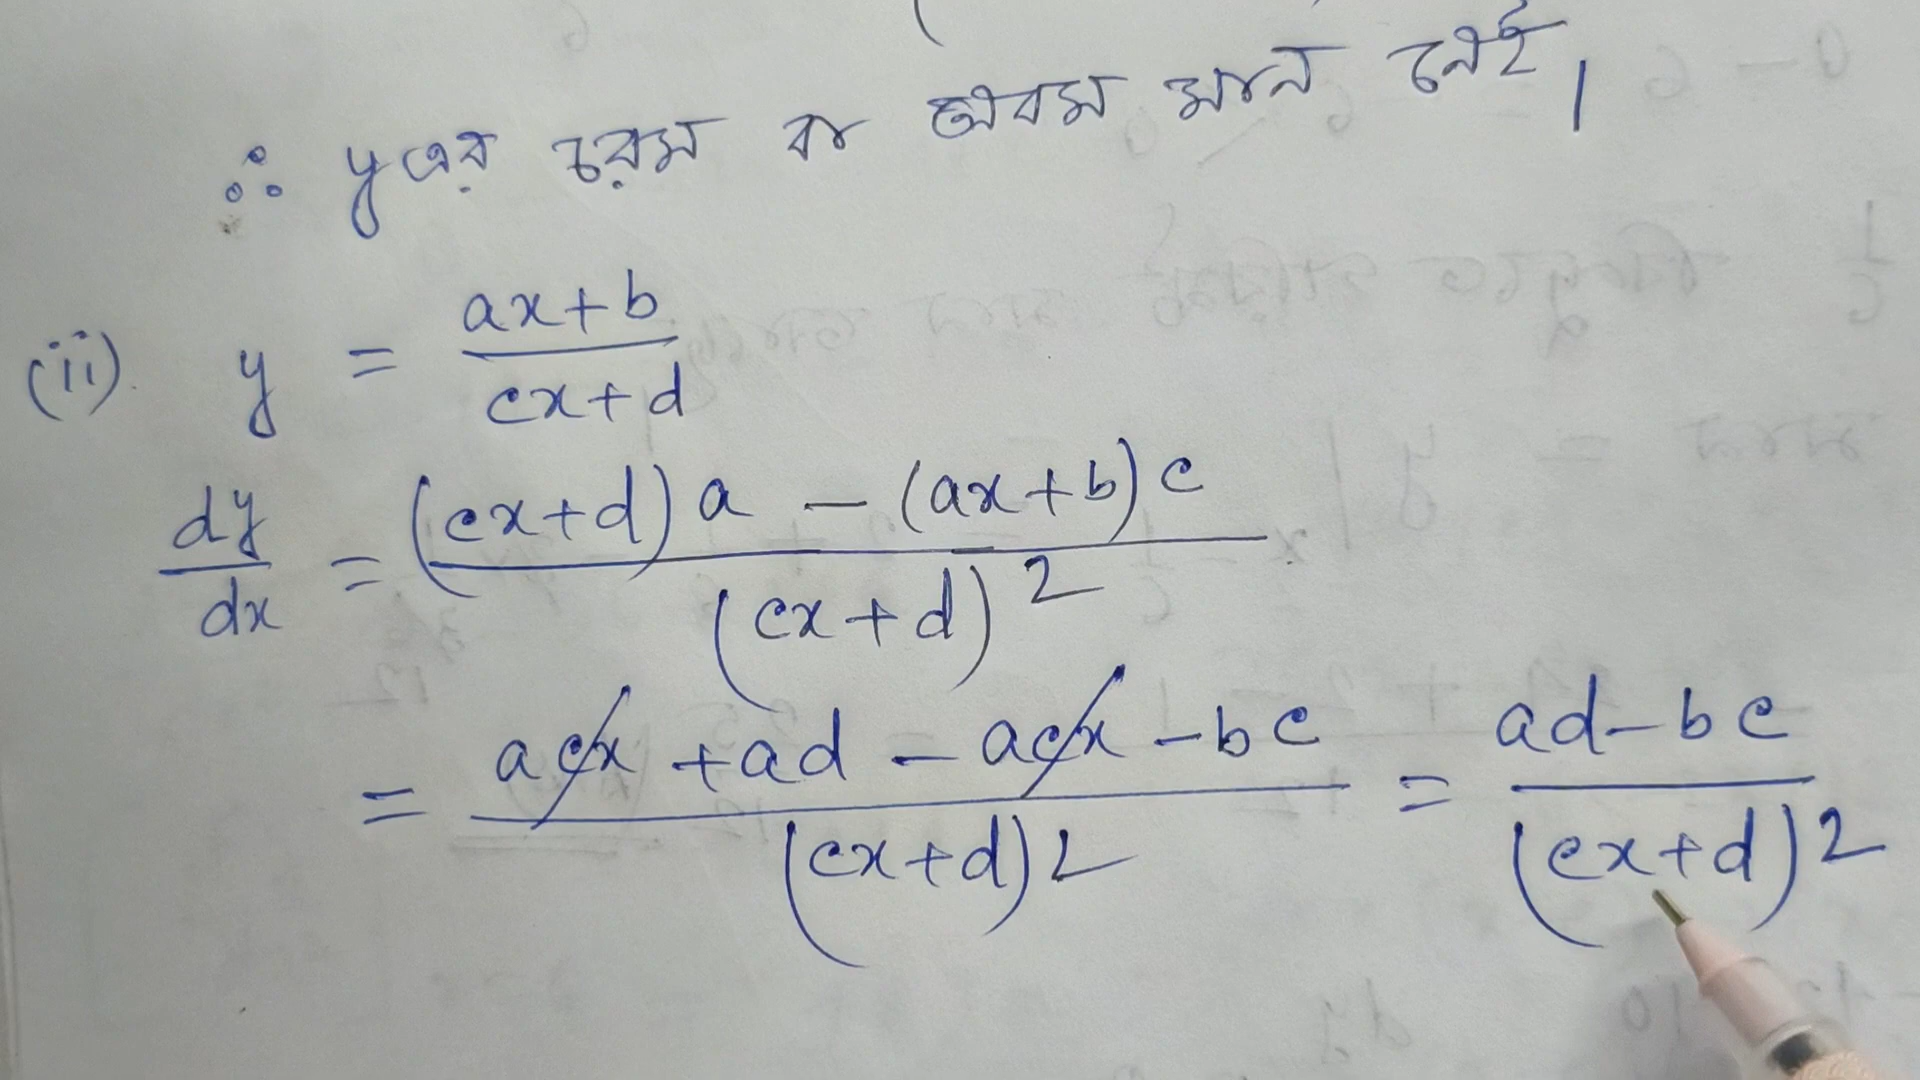 ∴ y এর চরম বা অবম মান নেই।
(ii). y = (ax+b)/(cx+d)
dy/dx = ((cx+d)a - (ax+b)c)/(cx+d)²
= (acx + ad - acx - bc)/(cx+d)² = (ad-bc)/(cx+d)²